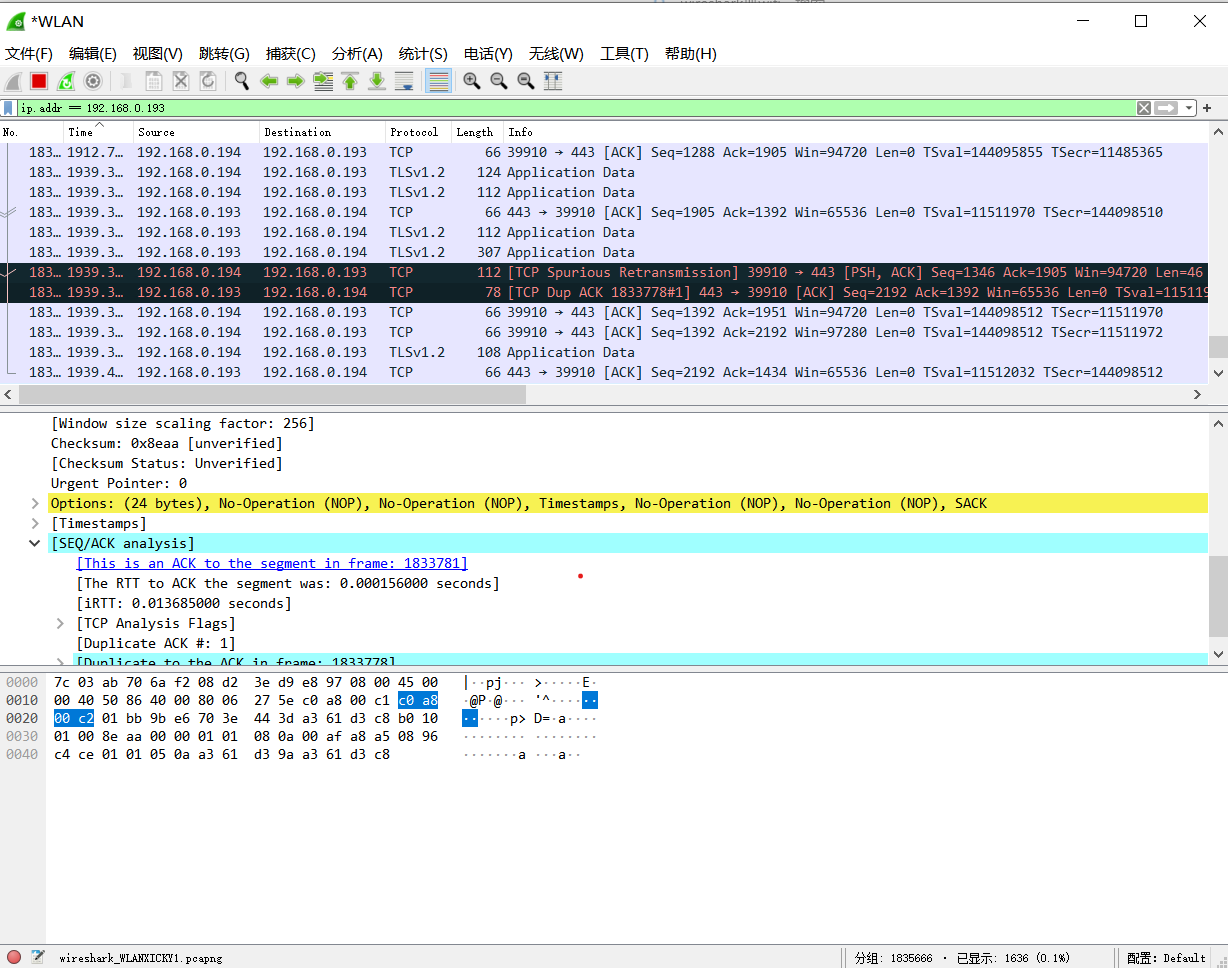 *WLAN
文件(F) 编辑(E) 视图(V) 跳转(G) 捕获(C) 分析(A) 统计(S) 电话(Y) 无线(W) 工具(T) 帮助(H)
ip.addr == 192.168.0.193
No. Time Source Destination Protocol Length Info
183… 1912.7… 192.168.0.194 192.168.0.193 TCP 66 39910 → 443 [ACK] Seq=1288 Ack=1905 Win=94720 Len=0 TSval=144095855 TSecr=11485365
183… 1939.3… 192.168.0.194 192.168.0.193 TLSv1.2 124 Application Data
183… 1939.3… 192.168.0.194 192.168.0.193 TLSv1.2 112 Application Data
183… 1939.3… 192.168.0.193 192.168.0.194 TCP 66 443 → 39910 [ACK] Seq=1905 Ack=1392 Win=65536 Len=0 TSval=11511970 TSecr=144098510
183… 1939.3… 192.168.0.193 192.168.0.194 TLSv1.2 112 Application Data
183… 1939.3… 192.168.0.193 192.168.0.194 TLSv1.2 307 Application Data
183… 1939.3… 192.168.0.194 192.168.0.193 TCP 112 [TCP Spurious Retransmission] 39910 → 443 [PSH, ACK] Seq=1346 Ack=1905 Win=94720 Len=46
183… 1939.3… 192.168.0.193 192.168.0.194 TCP 78 [TCP Dup ACK 1833778#1] 443 → 39910 [ACK] Seq=2192 Ack=1392 Win=65536 Len=0 TSval=115119
183… 1939.3… 192.168.0.194 192.168.0.193 TCP 66 39910 → 443 [ACK] Seq=1392 Ack=1951 Win=94720 Len=0 TSval=144098512 TSecr=11511970
183… 1939.3… 192.168.0.194 192.168.0.193 TCP 66 39910 → 443 [ACK] Seq=1392 Ack=2192 Win=97280 Len=0 TSval=144098512 TSecr=11511972
183… 1939.3… 192.168.0.194 192.168.0.193 TLSv1.2 108 Application Data
183… 1939.4… 192.168.0.193 192.168.0.194 TCP 66 443 → 39910 [ACK] Seq=2192 Ack=1434 Win=65536 Len=0 TSval=11512032 TSecr=144098512
[Window size scaling factor: 256]
Checksum: 0x8eaa [unverified]
[Checksum Status: Unverified]
Urgent Pointer: 0
Options: (24 bytes), No-Operation (NOP), No-Operation (NOP), Timestamps, No-Operation (NOP), No-Operation (NOP), SACK
[Timestamps]
[SEQ/ACK analysis]
[This is an ACK to the segment in frame: 1833781]
[The RTT to ACK the segment was: 0.000156000 seconds]
[iRTT: 0.013685000 seconds]
[TCP Analysis Flags]
[Duplicate ACK #: 1]
[Duplicate to the ACK in frame: 1833778]
0000 7c 03 ab 70 6a f2 08 d2 3e d9 e8 97 08 00 45 00 |··pj··· >·····E·
0010 00 40 50 86 40 00 80 06 27 5e c0 a8 00 c1 c0 a8 ·@P·@··· '^······
0020 00 c2 01 bb 9b e6 70 3e 44 3d a3 61 d3 c8 b0 10 ······p> D=·a····
0030 01 00 8e aa 00 00 01 01 08 0a 00 af a8 a5 08 96 ········ ········
0040 c4 ce 01 01 05 0a a3 61 d3 9a a3 61 d3 c8 ·······a ···a··
wireshark_WLANXICKY1.pcapng 分组: 1835666 · 已显示: 1636 (0.1%) 配置: Default